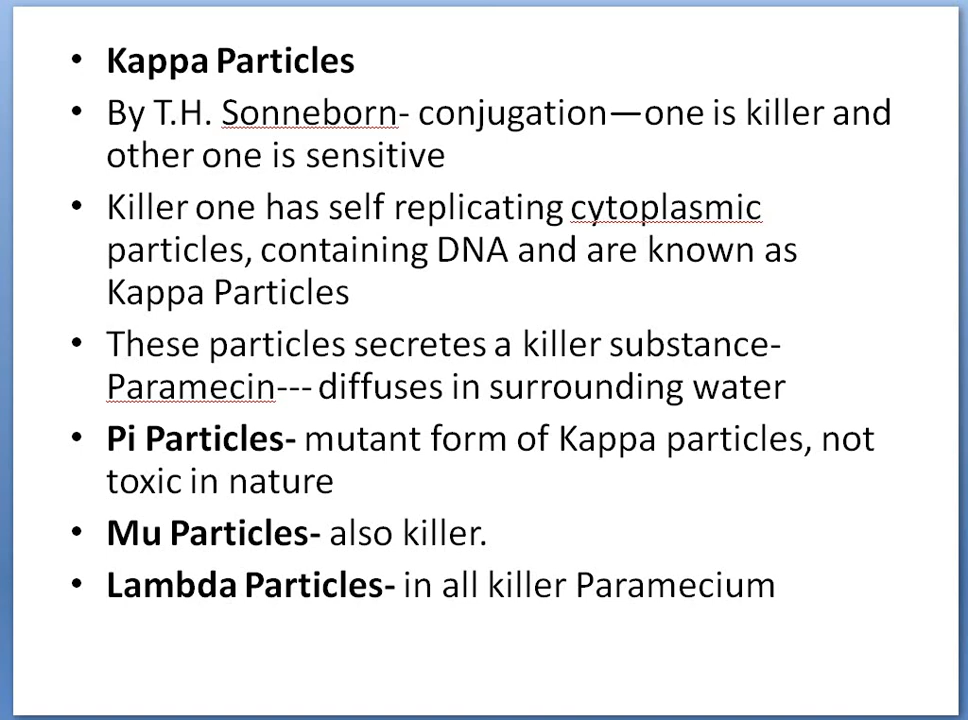 • Kappa Particles
• By T.H. Sonneborn- conjugation—one is killer and
other one is sensitive
• Killer one has self replicating cytoplasmic
particles, containing DNA and are known as
Kappa Particles
• These particles secretes a killer substance-
Paramecin--- diffuses in surrounding water
• Pi Particles- mutant form of Kappa particles, not
toxic in nature
• Mu Particles- also killer.
• Lambda Particles- in all killer Paramecium